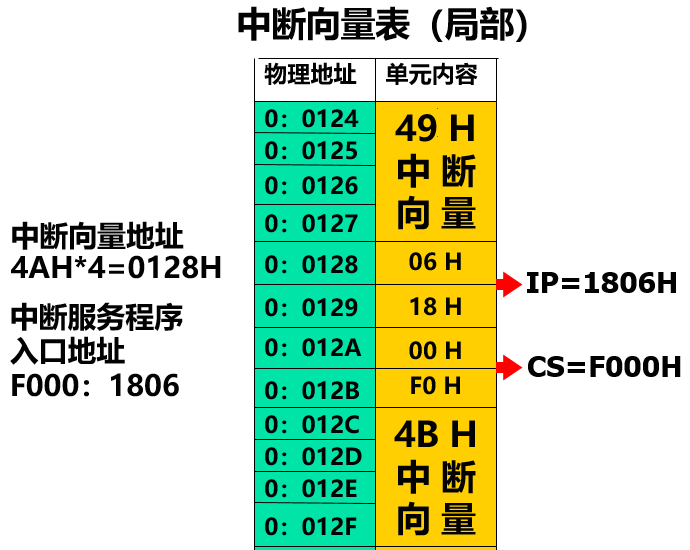 中断向量表（局部）
物理地址 单元内容
0：0124
0：0125
0：0126
0：0127
49 H
中 断
向 量
中断向量地址
4AH*4=0128H
中断服务程序
入口地址
F000：1806
0：0128 06 H
0：0129 18 H
IP=1806H
0：012A 00 H
0：012B F0 H
CS=F000H
0：012C
0：012D
0：012E
0：012F
4B H
中 断
向 量